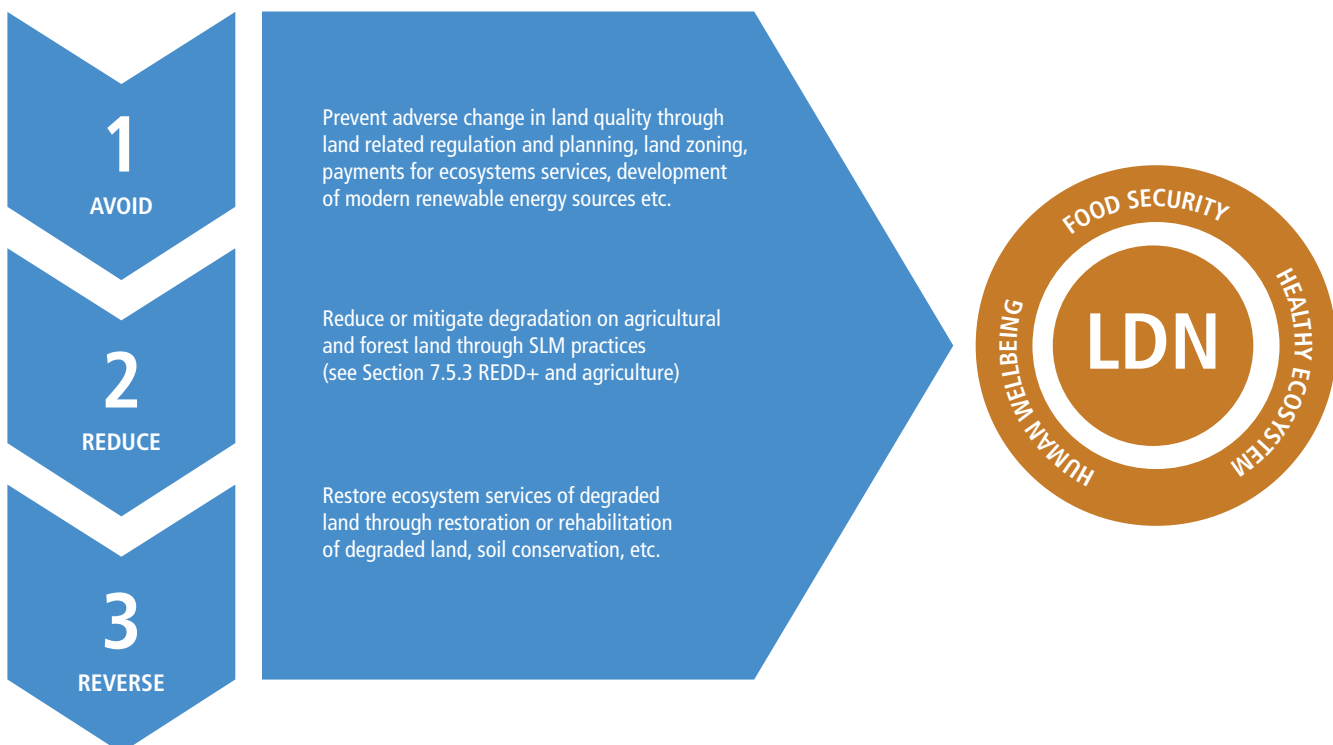 1
AVOID
Prevent adverse change in land quality through
land related regulation and planning, land zoning,
payments for ecosystems services, development
of modern renewable energy sources etc.
2
REDUCE
Reduce or mitigate degradation on agricultural
and forest land through SLM practices
(see Section 7.5.3 REDD+ and agriculture)
3
REVERSE
Restore ecosystem services of degraded
land through restoration or rehabilitation
of degraded land, soil conservation, etc.
FOOD SECURITY
HEALTHY ECOSYSTEM
HUMAN WELLBEING
LDN